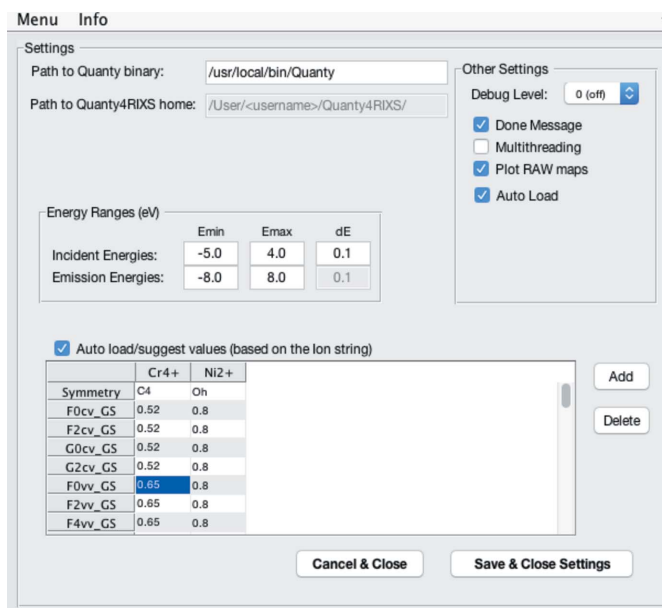 Menu Info
Settings
Path to Quanty binary: /usr/local/bin/Quanty
Path to Quanty4RIXS home: /User/<username>/Quanty4RIXS/
Other Settings
Debug Level: 0 (off)
Done Message
Multithreading
Plot RAW maps
Auto Load
Energy Ranges (eV)
Emin Emax dE
Incident Energies: -5.0 4.0 0.1
Emission Energies: -8.0 8.0 0.1
Auto load/suggest values (based on the Ion string)
Cr4+ Ni2+
Symmetry C4 Oh
F0cv_GS 0.52 0.8
F2cv_GS 0.52 0.8
G0cv_GS 0.52 0.8
G2cv_GS 0.52 0.8
F0vv_GS 0.65 0.8
F2vv_GS 0.65 0.8
F4vv_GS 0.65 0.8
Add
Delete
Cancel & Close Save & Close Settings